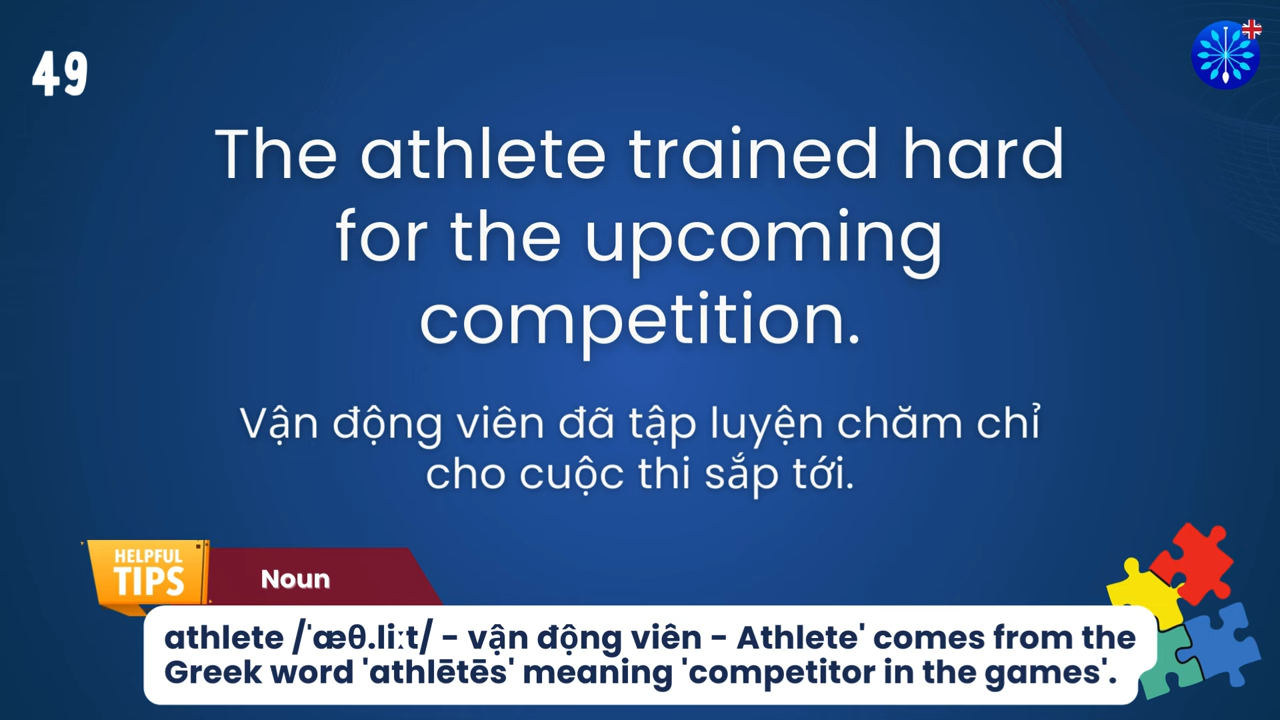 49
The athlete trained hard
for the upcoming
competition.
Vận động viên đã tập luyện chăm chỉ
cho cuộc thi sắp tới.
HELPFUL
TIPS
Noun
athlete /ˈæθ.liːt/ - vận động viên - Athlete' comes from the
Greek word 'athlētēs' meaning 'competitor in the games'.